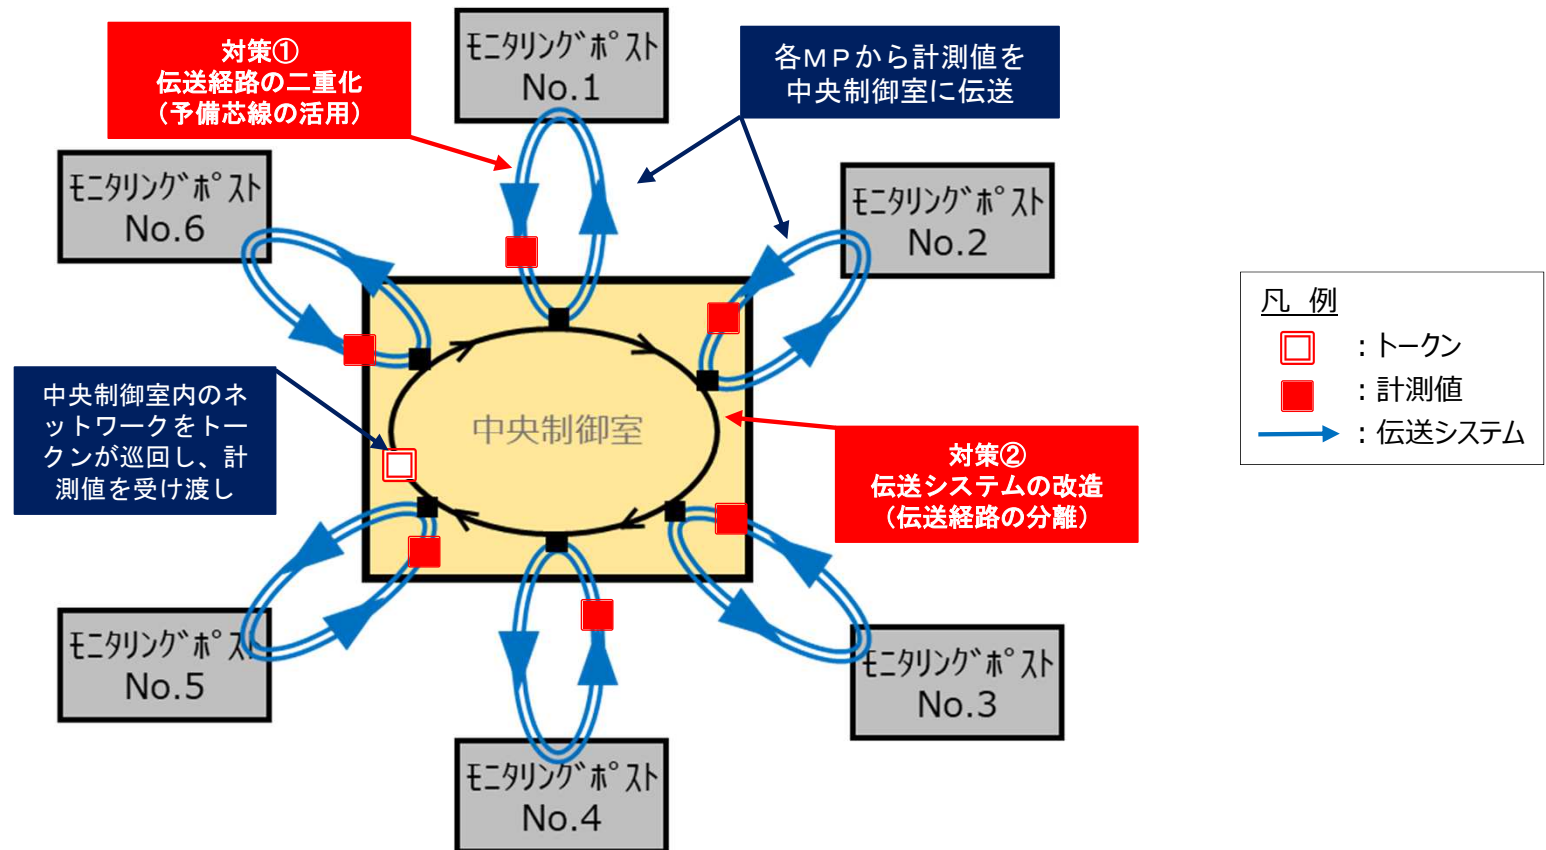 対策①
伝送経路の二重化
(予備芯線の活用)
ﾓﾆﾀﾘﾝｸﾞﾎﾟｽﾄ
No.1
各ＭＰから計測値を
中央制御室に伝送
ﾓﾆﾀﾘﾝｸﾞﾎﾟｽﾄ
No.6
ﾓﾆﾀﾘﾝｸﾞﾎﾟｽﾄ
No.2
凡 例
：トークン
：計測値
：伝送システム
中央制御室内のネ
ットワークをトー
クンが巡回し、計
測値を受け渡し
中央制御室
対策②
伝送システムの改造
(伝送経路の分離)
ﾓﾆﾀﾘﾝｸﾞﾎﾟｽﾄ
No.5
ﾓﾆﾀﾘﾝｸﾞﾎﾟｽﾄ
No.3
ﾓﾆﾀﾘﾝｸﾞﾎﾟｽﾄ
No.4